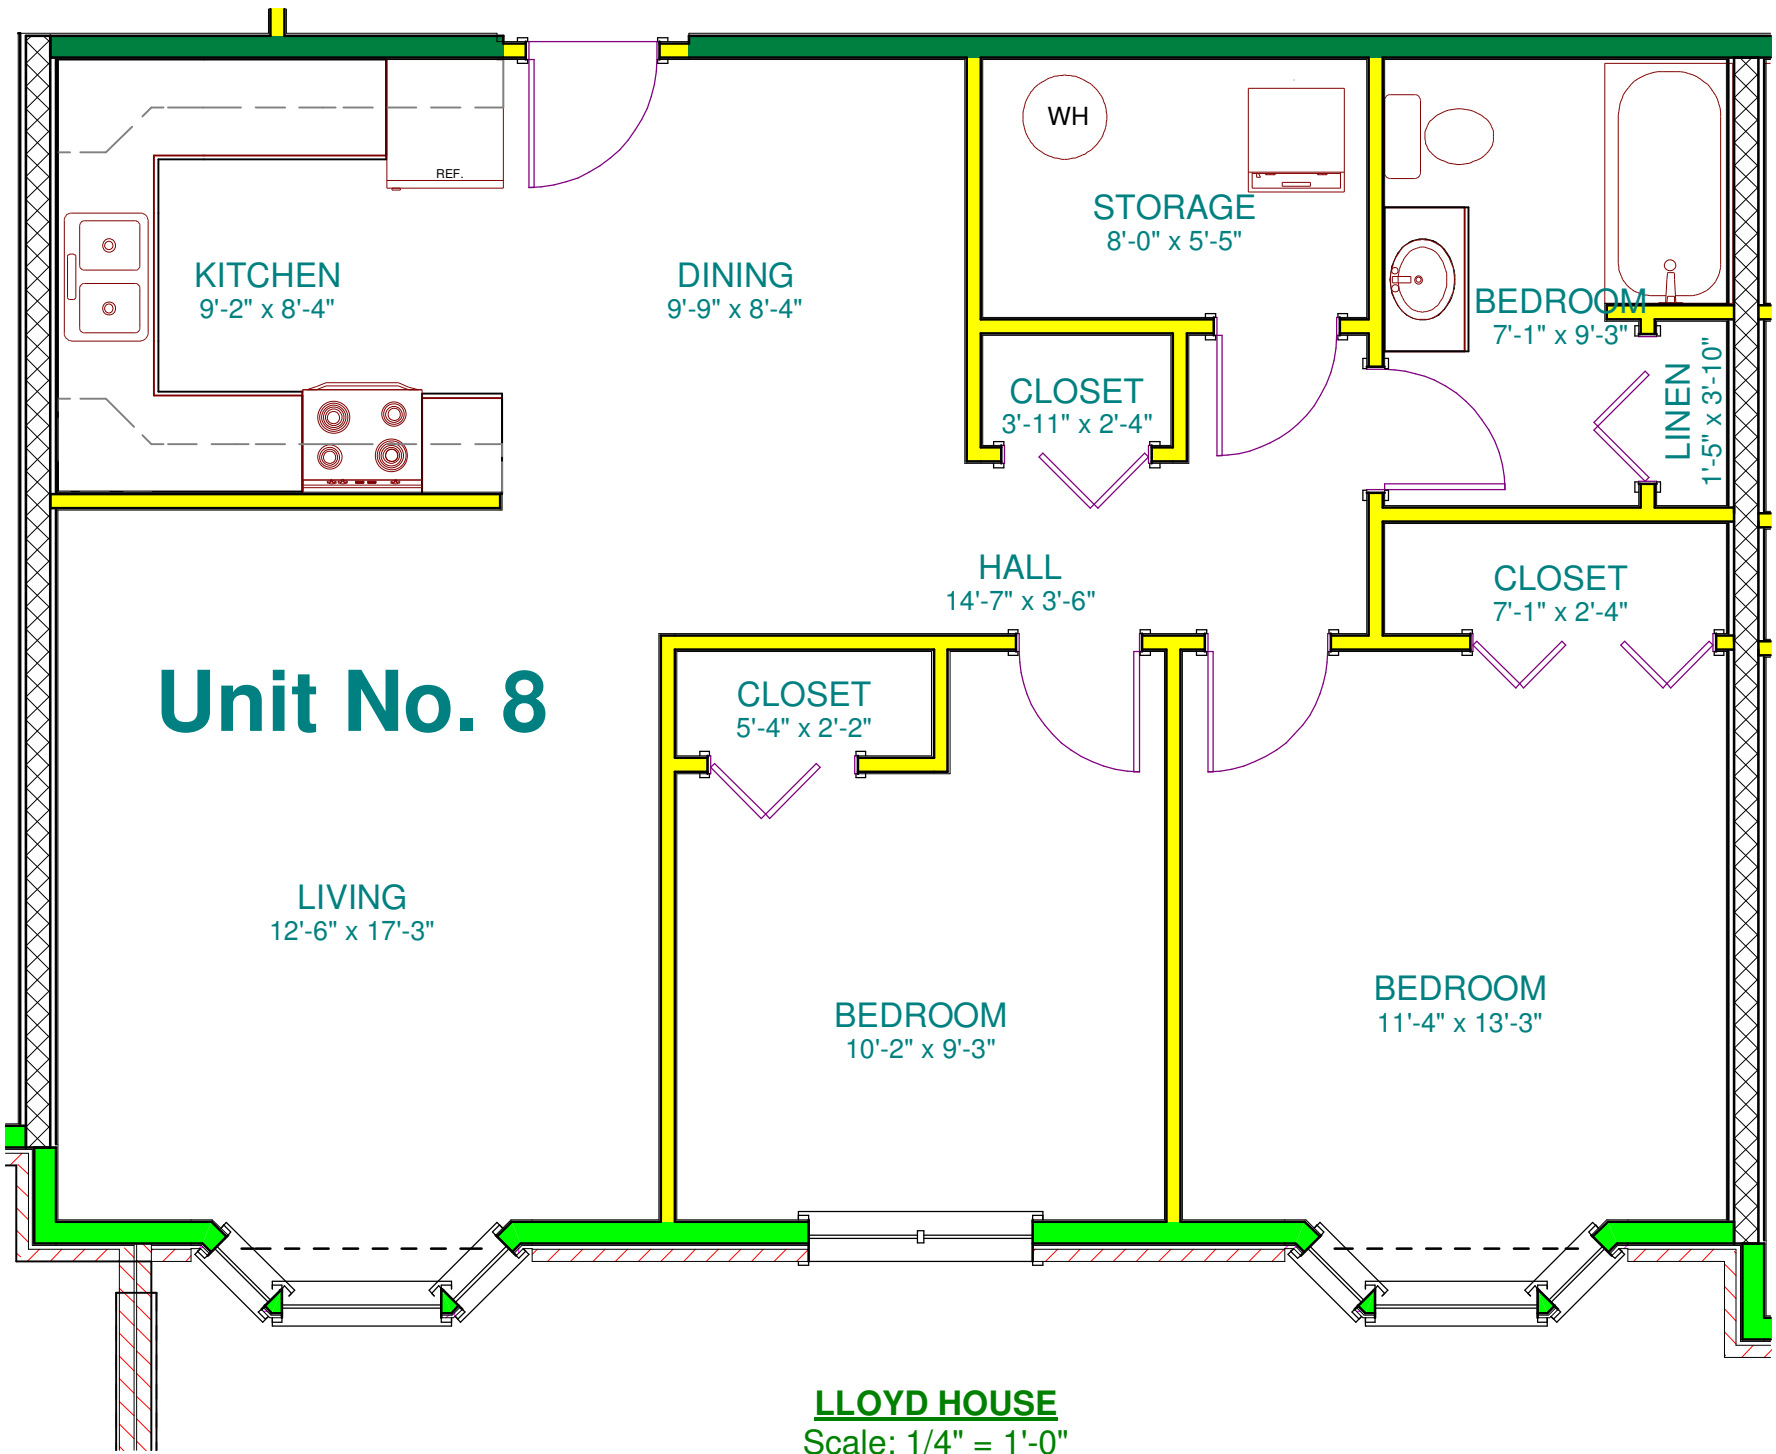 WH
REF.
STORAGE
8'-0" x 5'-5"
KITCHEN
9'-2" x 8'-4"
DINING
9'-9" x 8'-4"
BEDROOM
7'-1" x 9'-3"
LINEN
1'-5" x 3'-10"
CLOSET
3'-11" x 2'-4"
HALL
14'-7" x 3'-6"
CLOSET
7'-1" x 2'-4"
Unit No. 8
CLOSET
5'-4" x 2'-2"
LIVING
12'-6" x 17'-3"
BEDROOM
10'-2" x 9'-3"
BEDROOM
11'-4" x 13'-3"
LLOYD HOUSE
Scale: 1/4" = 1'-0"